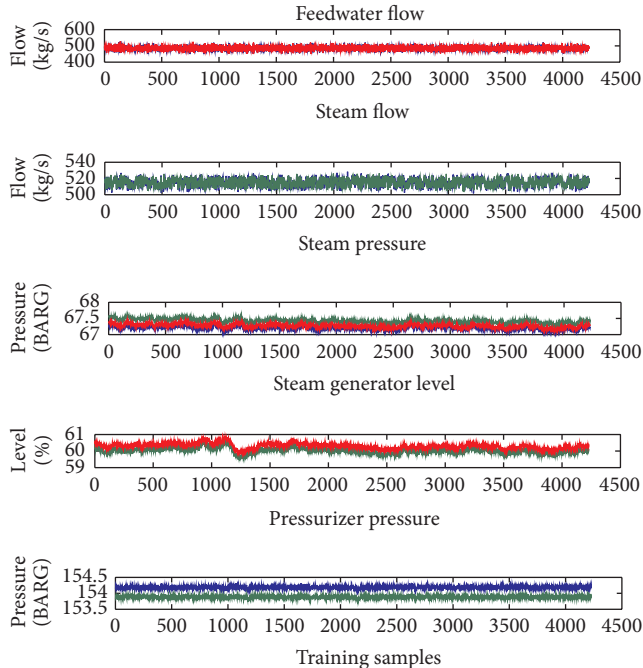 Feedwater flow
Flow
(kg/s)
600
500
400
0 500 1000 1500 2000 2500 3000 3500 4000 4500
Steam flow
Flow
(kg/s)
540
520
500
0 500 1000 1500 2000 2500 3000 3500 4000 4500
Steam pressure
Pressure
(BARG)
68
67.5
67
0 500 1000 1500 2000 2500 3000 3500 4000 4500
Steam generator level
Level
(%)
61
60
59
0 500 1000 1500 2000 2500 3000 3500 4000 4500
Pressurizer pressure
Pressure
(BARG)
154.5
154
153.5
0 500 1000 1500 2000 2500 3000 3500 4000 4500
Training samples